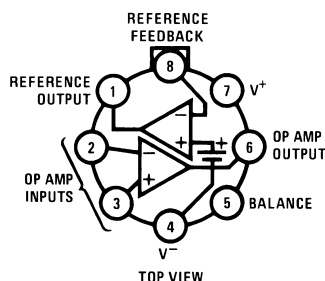 REFERENCE
FEEDBACK
8
REFERENCE
OUTPUT
1
7
V+
−
+
+
2
−
6
OP AMP
OUTPUT
OP AMP
INPUTS
+
3
5
BALANCE
4
V−
TOP VIEW